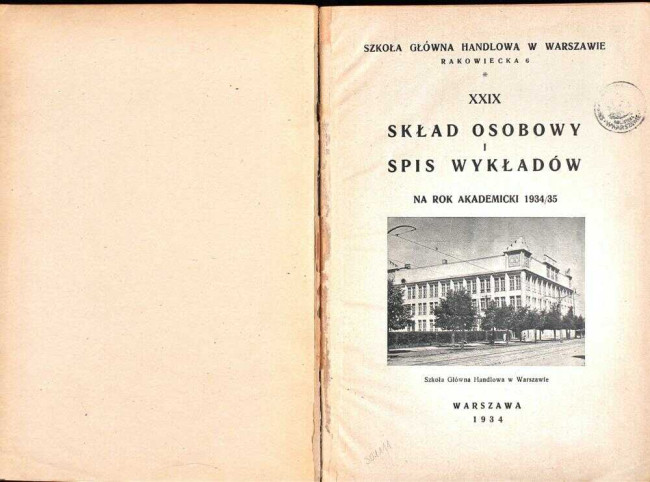 SZKOŁA GŁÓWNA HANDLOWA W WARSZAWIE
RAKOWIECKA 6
XXIX
SKŁAD OSOBOWY
I
SPIS WYKŁADÓW
NA ROK AKADEMICKI 1934/35
Szkoła Główna Handlowa w Warszawie
WARSZAWA
1934